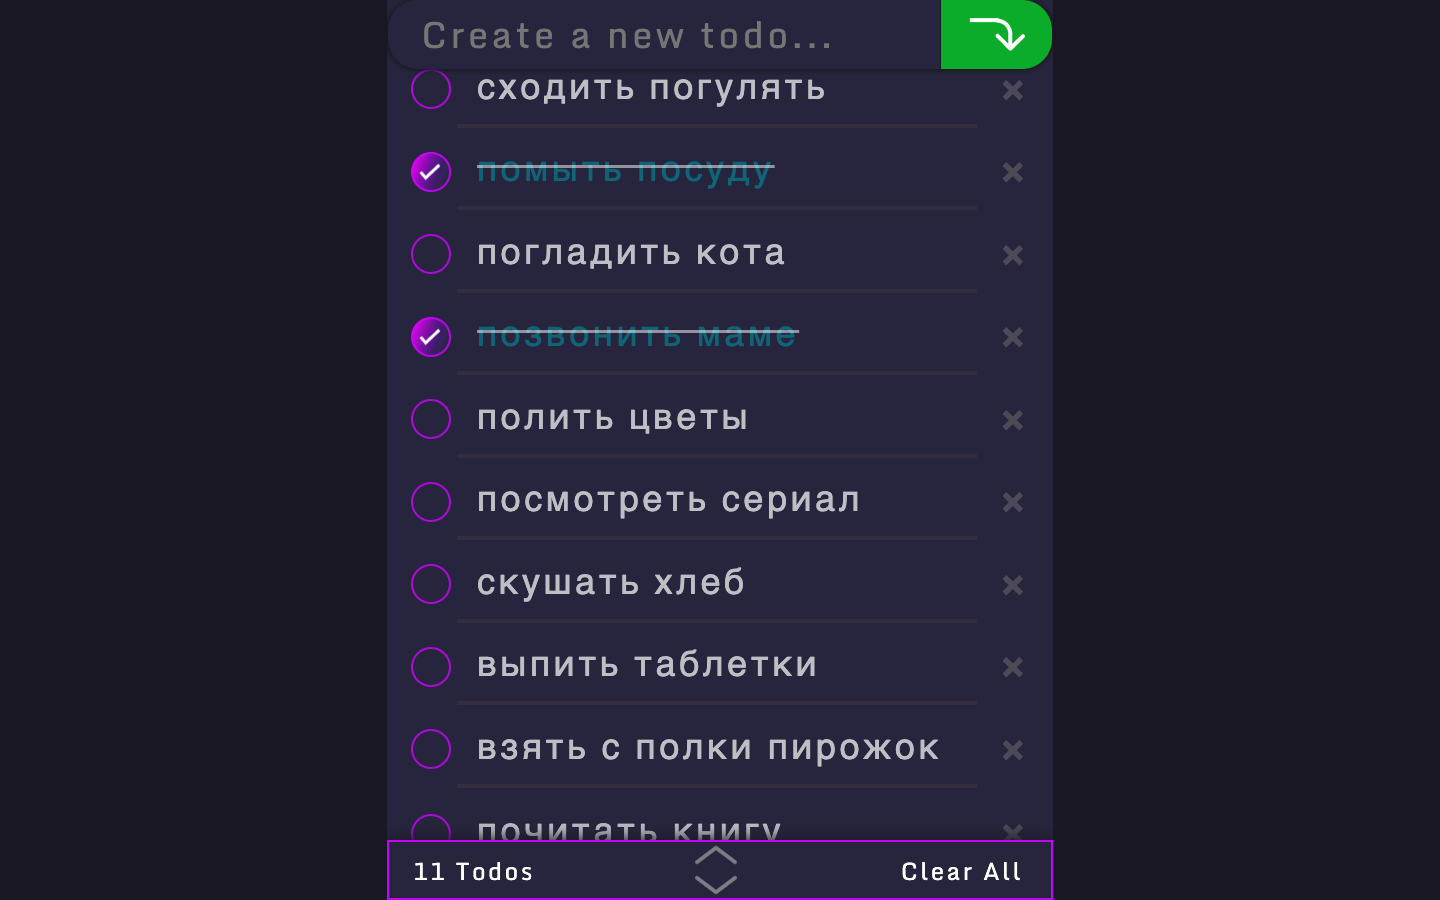 Create a new todo...
сходить погулять
помыть посуду
погладить кота
позвонить маме
полить цветы
посмотреть сериал
скушать хлеб
выпить таблетки
взять с полки пирожок
почитать книгу
11 Todos
Clear All